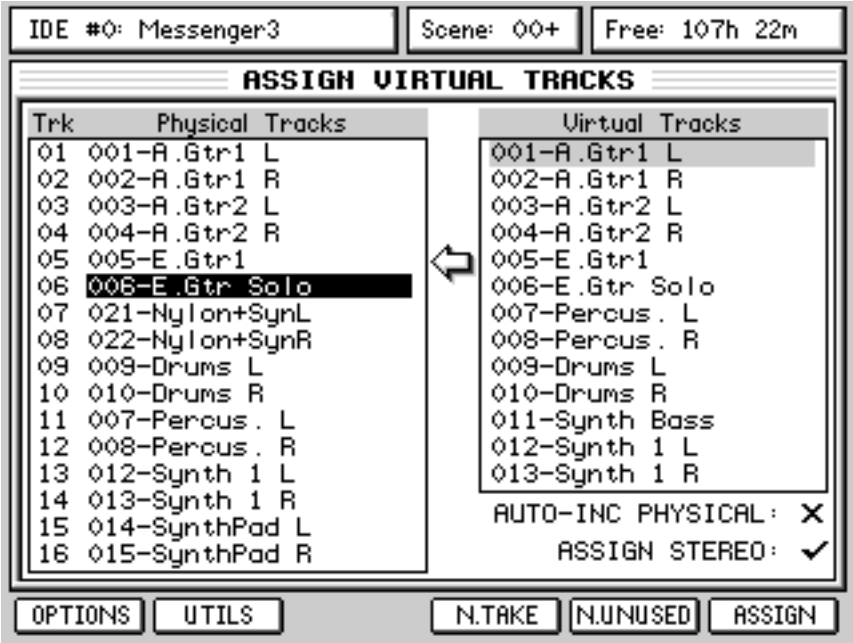 IDE #0: Messenger3
Scene: 00+
Free: 107h 22m
ASSIGN VIRTUAL TRACKS
Trk Physical Tracks
01 001-A.Gtr1 L
02 002-A.Gtr1 R
03 003-A.Gtr2 L
04 004-A.Gtr2 R
05 005-E.Gtr1
06 006-E.Gtr Solo
07 021-Nylon+SynL
08 022-Nylon+SynR
09 009-Drums L
10 010-Drums R
11 007-Percus. L
12 008-Percus. R
13 012-Synth 1 L
14 013-Synth 1 R
15 014-SynthPad L
16 015-SynthPad R
Virtual Tracks
001-A.Gtr1 L
002-A.Gtr1 R
003-A.Gtr2 L
004-A.Gtr2 R
005-E.Gtr1
006-E.Gtr Solo
007-Percus. L
008-Percus. R
009-Drums L
010-Drums R
011-Synth Bass
012-Synth 1 L
013-Synth 1 R
AUTO-INC PHYSICAL:
ASSIGN STEREO:
OPTIONS
UTILS
N.TAKE
N.UNUSED
ASSIGN